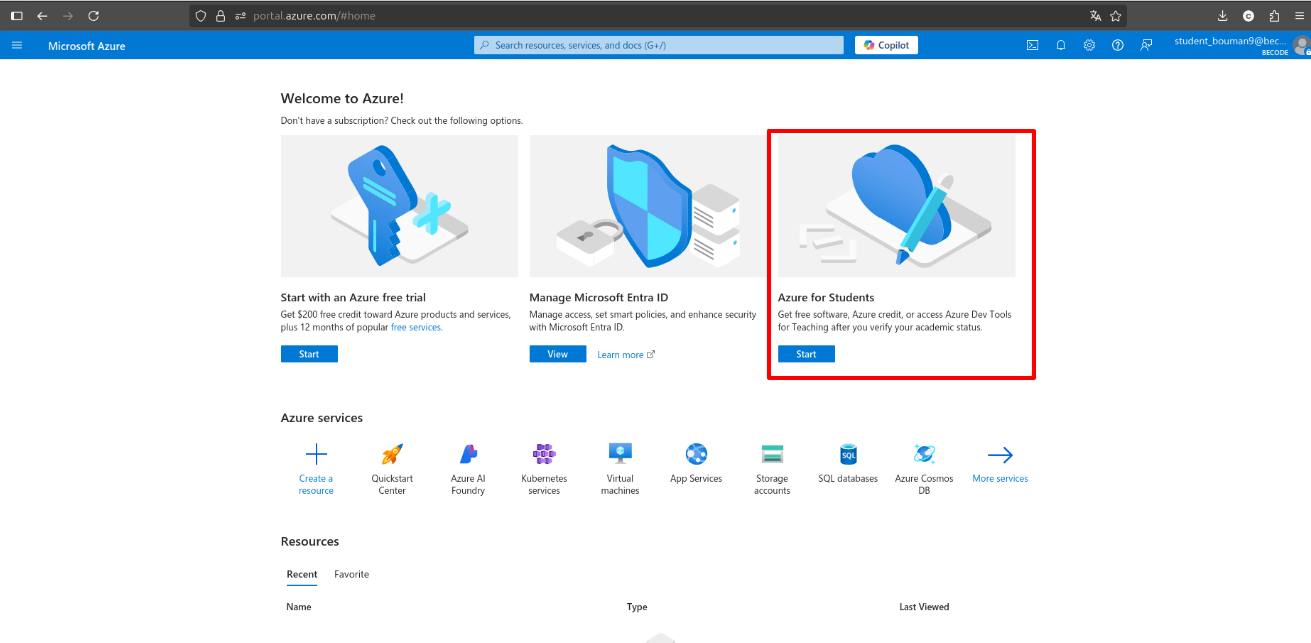 portal.azure.com/#home
Microsoft Azure
Search resources, services, and docs (G+/)
Copilot
student_bouman9@bec...
BECODE
Welcome to Azure!
Don't have a subscription? Check out the following options.
Start with an Azure free trial
Get $200 free credit toward Azure products and services,
plus 12 months of popular free services.
Start
Manage Microsoft Entra ID
Manage access, set smart policies, and enhance security
with Microsoft Entra ID.
View
Learn more
Azure for Students
Get free software, Azure credit, or access Azure Dev Tools
for Teaching after you verify your academic status.
Start
Azure services
Create a
resource
Quickstart
Center
Azure AI
Foundry
Kubernetes
services
Virtual
machines
App Services
Storage
accounts
SQL
SQL databases
Azure Cosmos
DB
More services
Resources
Recent
Favorite
Name
Type
Last Viewed